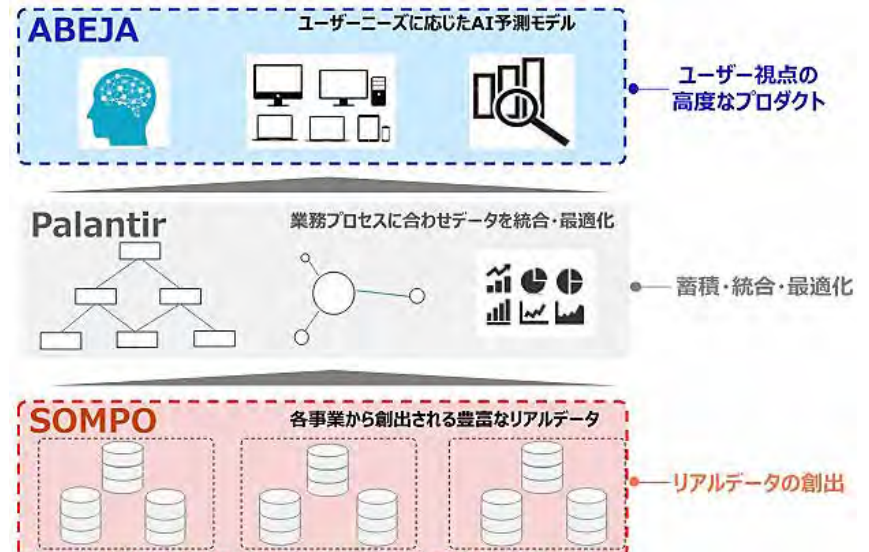 ABEJA
ユーザーニーズに応じたAI予測モデル
ユーザー視点の
高度なプロダクト
Palantir
業務プロセスに合わせデータを統合・最適化
蓄積・統合・最適化
SOMPO
各事業から創出される豊富なリアルデータ
リアルデータの創出